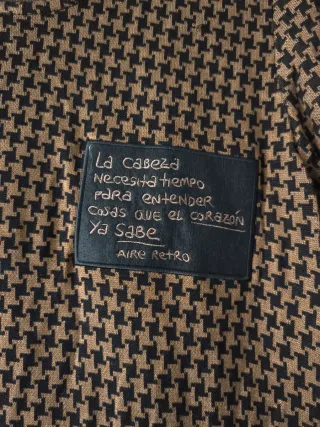 La cabeza
necesita tiempo
para entender
cosas que el corazón
ya sabe
Aire Retro